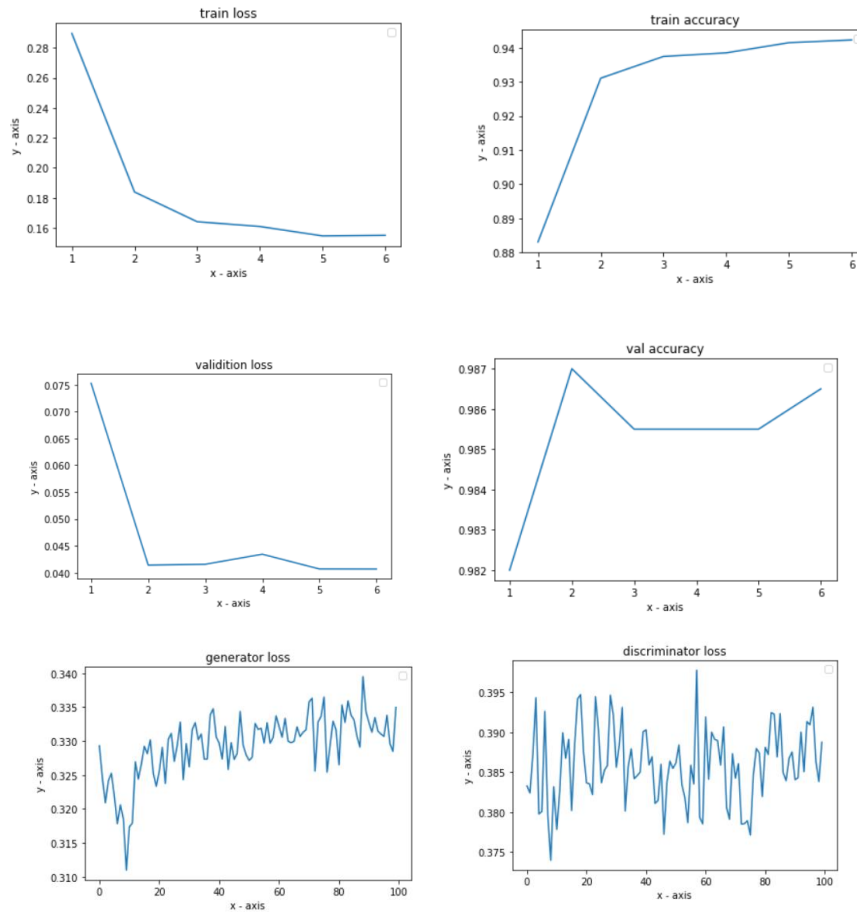 train loss
0.28
0.26
0.24
0.22
0.20
0.18
0.16
y - axis
1 2 3 4 5 6
x - axis
train accuracy
0.94
0.93
0.92
0.91
0.90
0.89
0.88
y - axis
1 2 3 4 5 6
x - axis
validition loss
0.075
0.070
0.065
0.060
0.055
0.050
0.045
0.040
y - axis
1 2 3 4 5 6
x - axis
val accuracy
0.987
0.986
0.985
0.984
0.983
0.982
y - axis
1 2 3 4 5 6
x - axis
generator loss
0.340
0.335
0.330
0.325
0.320
0.315
0.310
y - axis
0 20 40 60 80 100
x - axis
discriminator loss
0.395
0.390
0.385
0.380
0.375
y - axis
0 20 40 60 80 100
x - axis